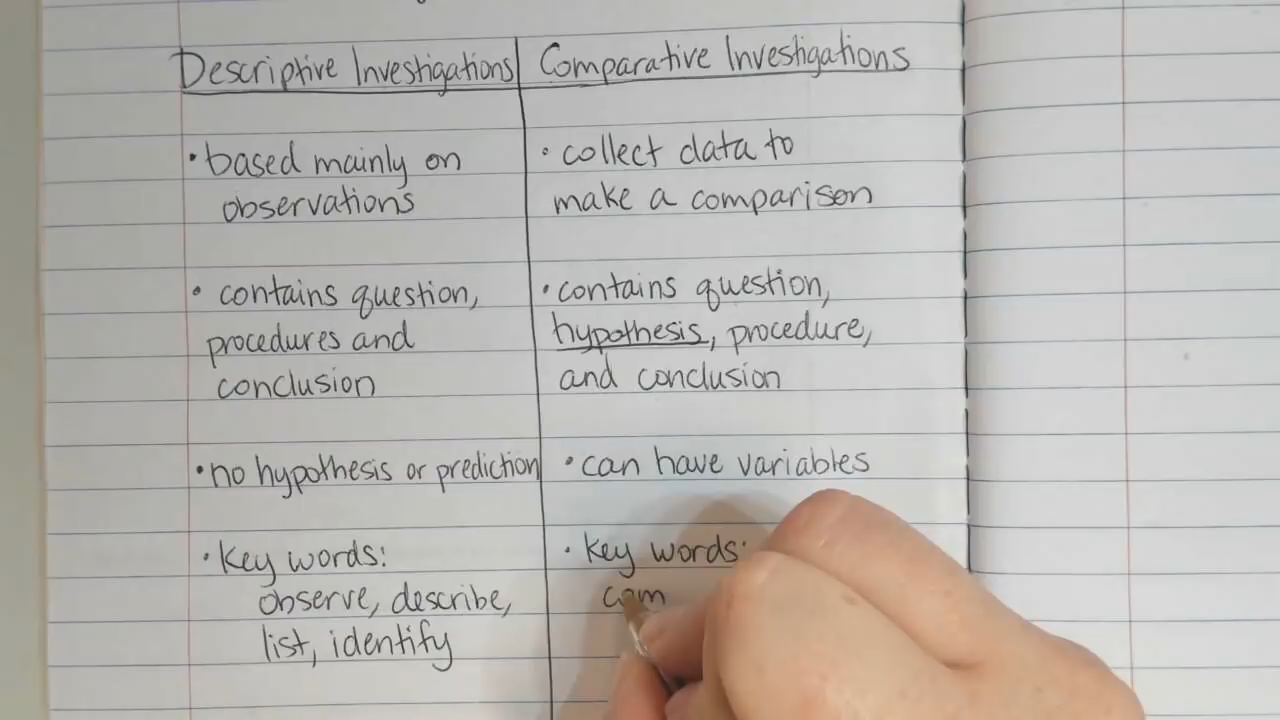 Descriptive Investigations
• based mainly on
observations
• contains question,
procedures and
conclusion
• no hypothesis or prediction
• Key words:
observe, describe,
list, identify
Comparative Investigations
• collect data to
make a comparison
• contains question,
hypothesis, procedure,
and conclusion
• can have variables
• Key words:
com